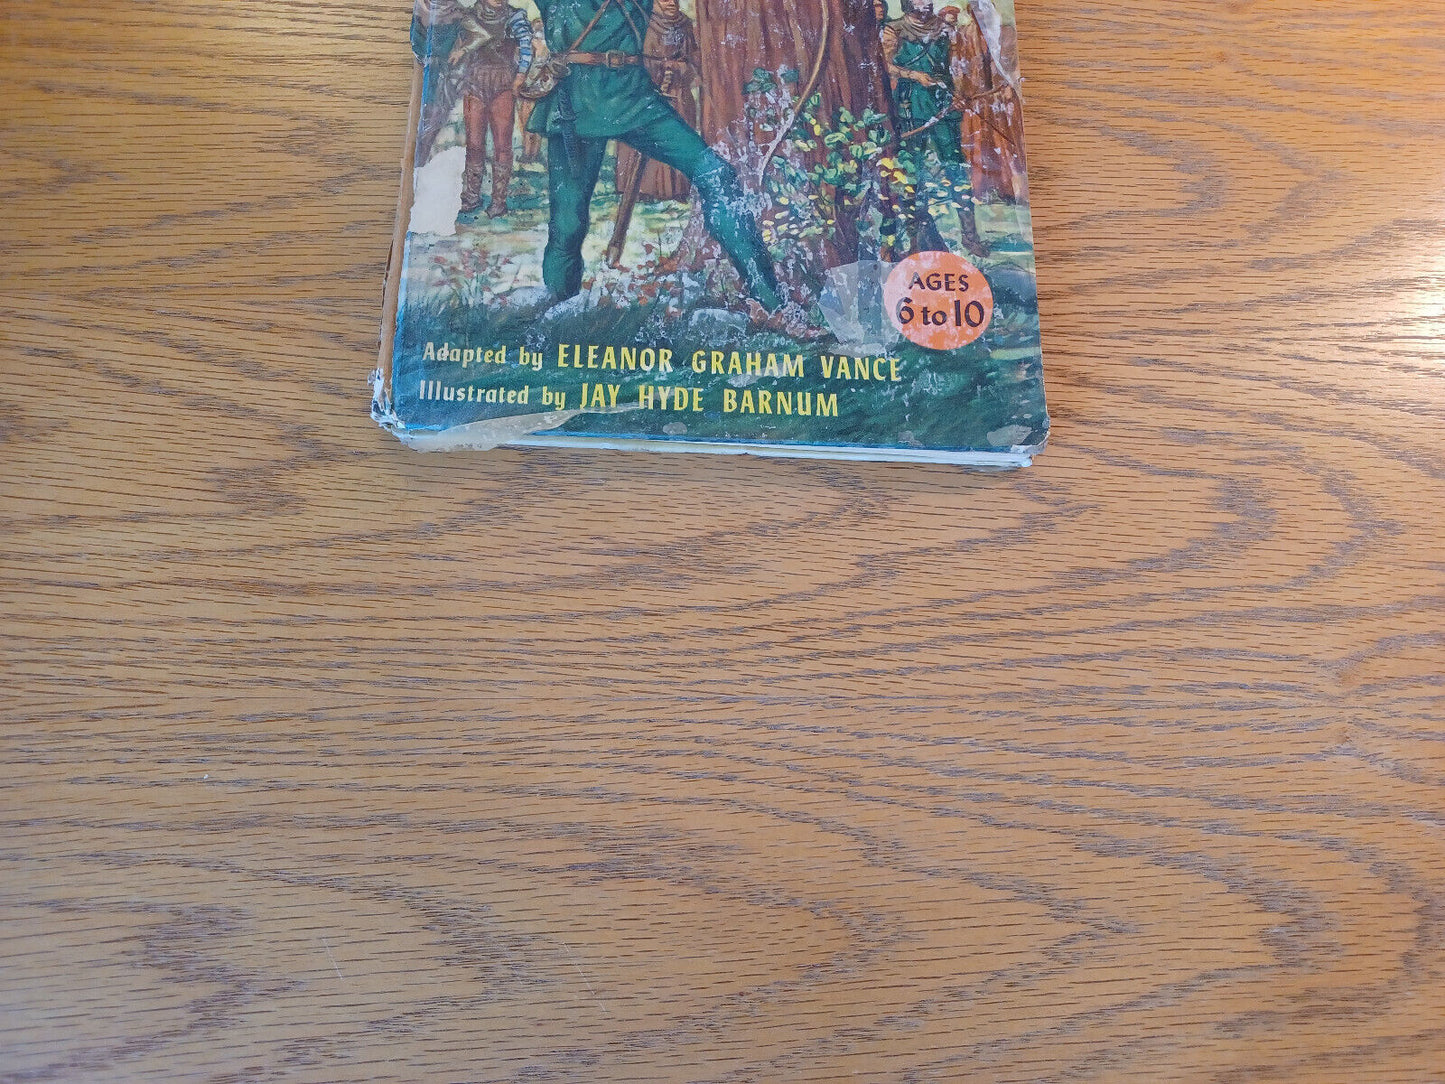 AGES
6 to 10
Adapted by ELEANOR GRAHAM VANCE
Illustrated by JAY HYDE BARNUM